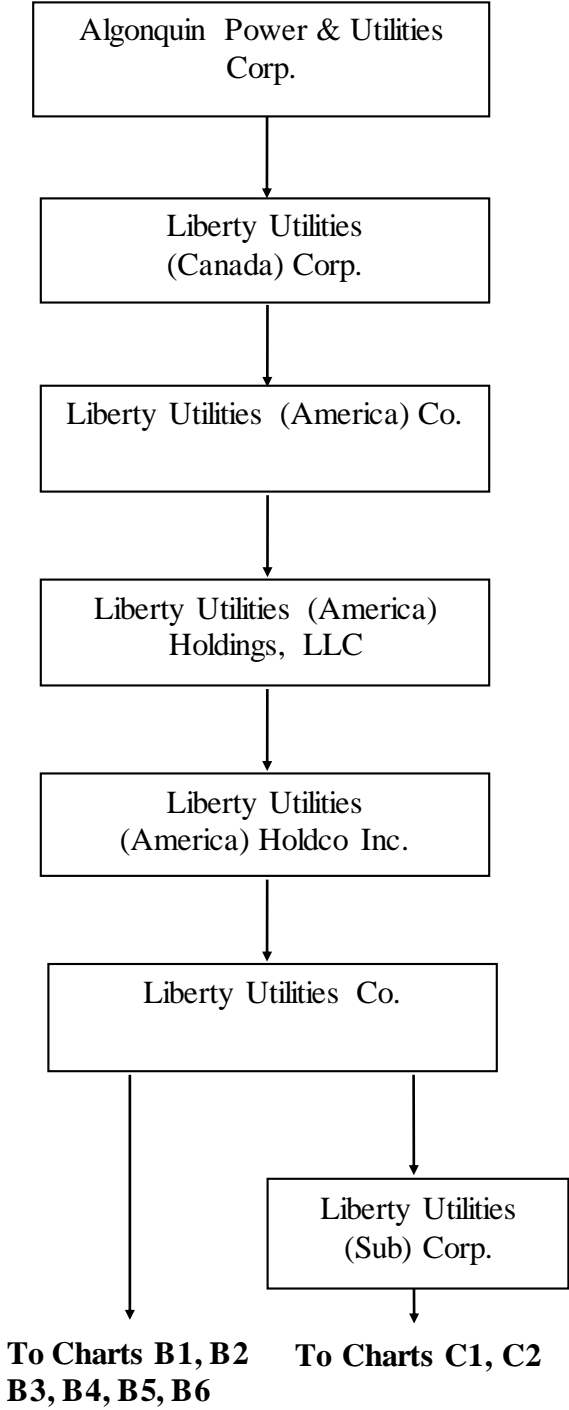 Algonquin Power & Utilities
Corp.
Liberty Utilities
(Canada) Corp.
Liberty Utilities (America) Co.
Liberty Utilities (America)
Holdings, LLC
Liberty Utilities
(America) Holdco Inc.
Liberty Utilities Co.
Liberty Utilities
(Sub) Corp.
To Charts B1, B2
B3, B4, B5, B6
To Charts C1, C2